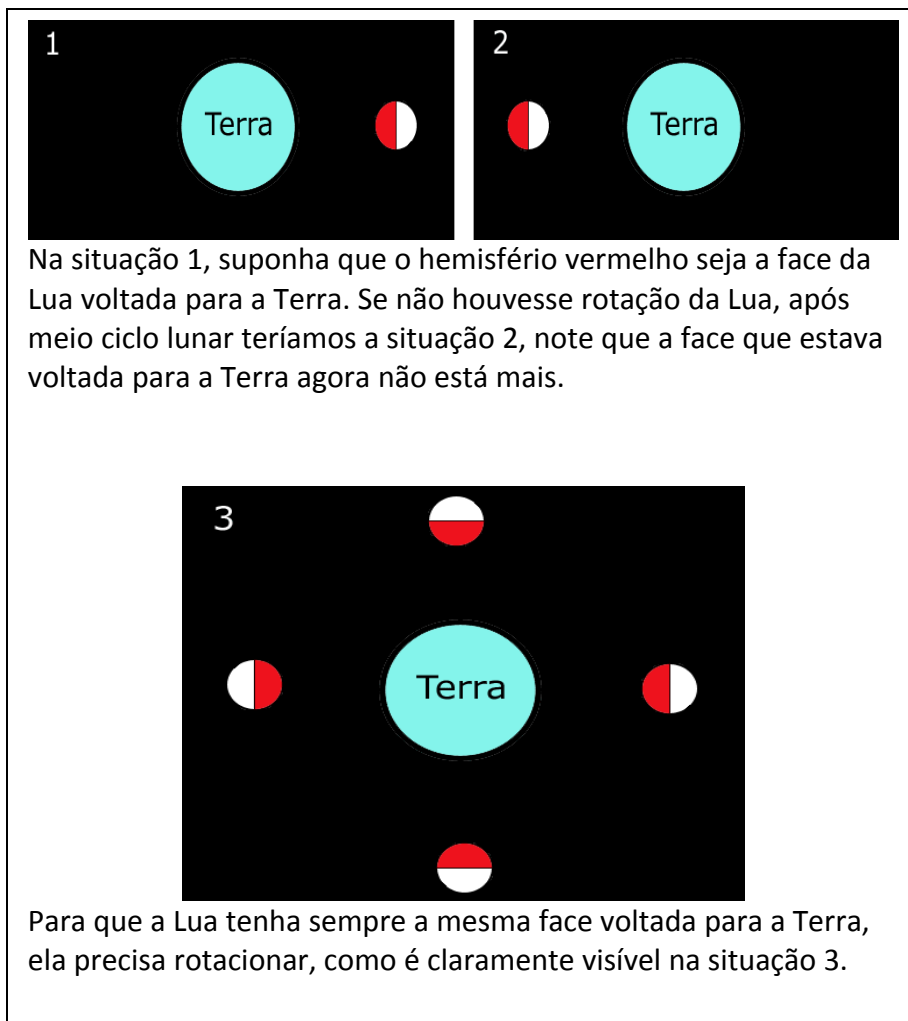 1
Terra
2
Terra
Na situação 1, suponha que o hemisfério vermelho seja a face da
Lua voltada para a Terra. Se não houvesse rotação da Lua, após
meio ciclo lunar teríamos a situação 2, note que a face que estava
voltada para a Terra agora não está mais.
3
Terra
Para que a Lua tenha sempre a mesma face voltada para a Terra,
ela precisa rotacionar, como é claramente visível na situação 3.